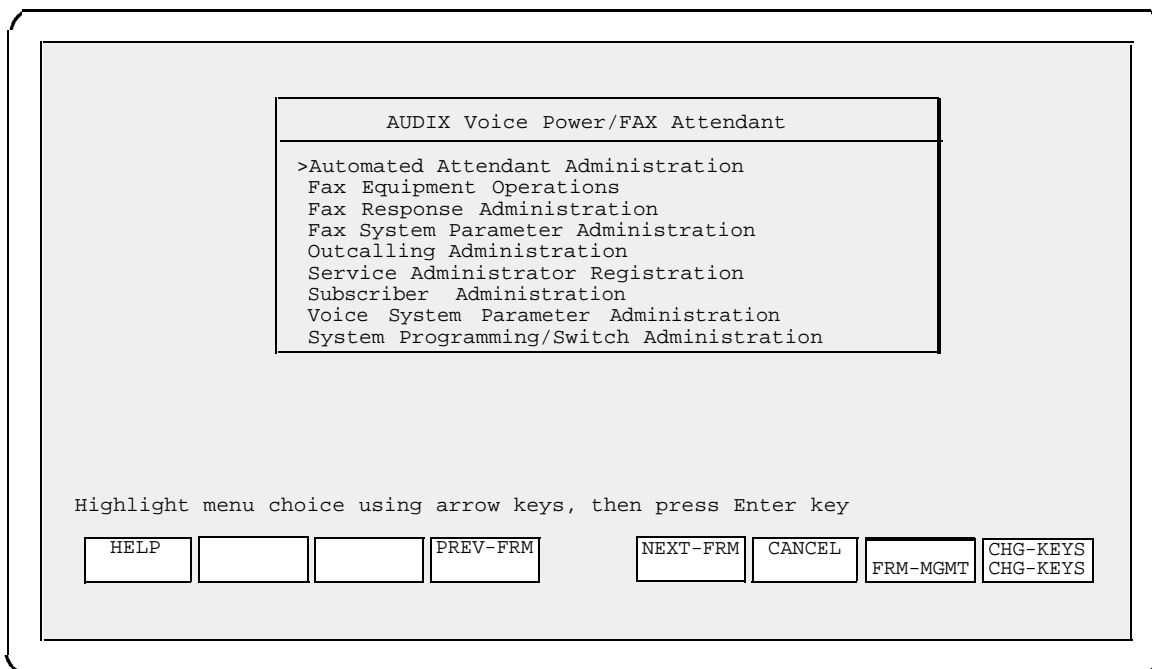 AUDIX Voice Power/FAX Attendant
>Automated Attendant Administration
Fax Equipment Operations
Fax Response Administration
Fax System Parameter Administration
Outcalling Administration
Service Administrator Registration
Subscriber Administration
Voice System Parameter Administration
System Programming/Switch Administration
Highlight menu choice using arrow keys, then press Enter key
HELP PREV-FRM NEXT-FRM CANCEL CHG-KEYS
FRM-MGMT CHG-KEYS